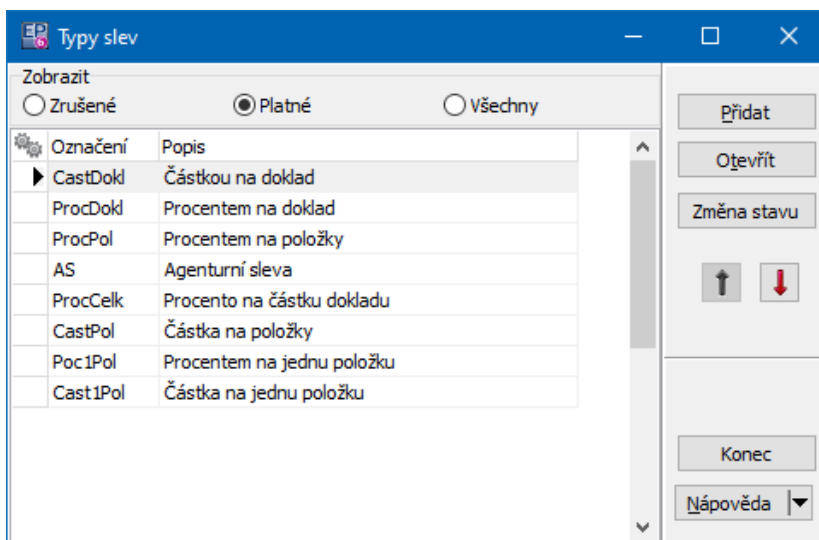 Typy slev
Zobrazit
Zrušené Platné Všechny
Označení Popis
CastDokl Částkou na doklad
ProcDokl Procentem na doklad
ProcPol Procentem na položky
AS Agenturní sleva
ProcCelk Procento na částku dokladu
CastPol Částka na položky
Poc1Pol Procentem na jednu položku
Cast1Pol Částka na jednu položku
Přidat
Otevřít
Změna stavu
Konec
Nápověda